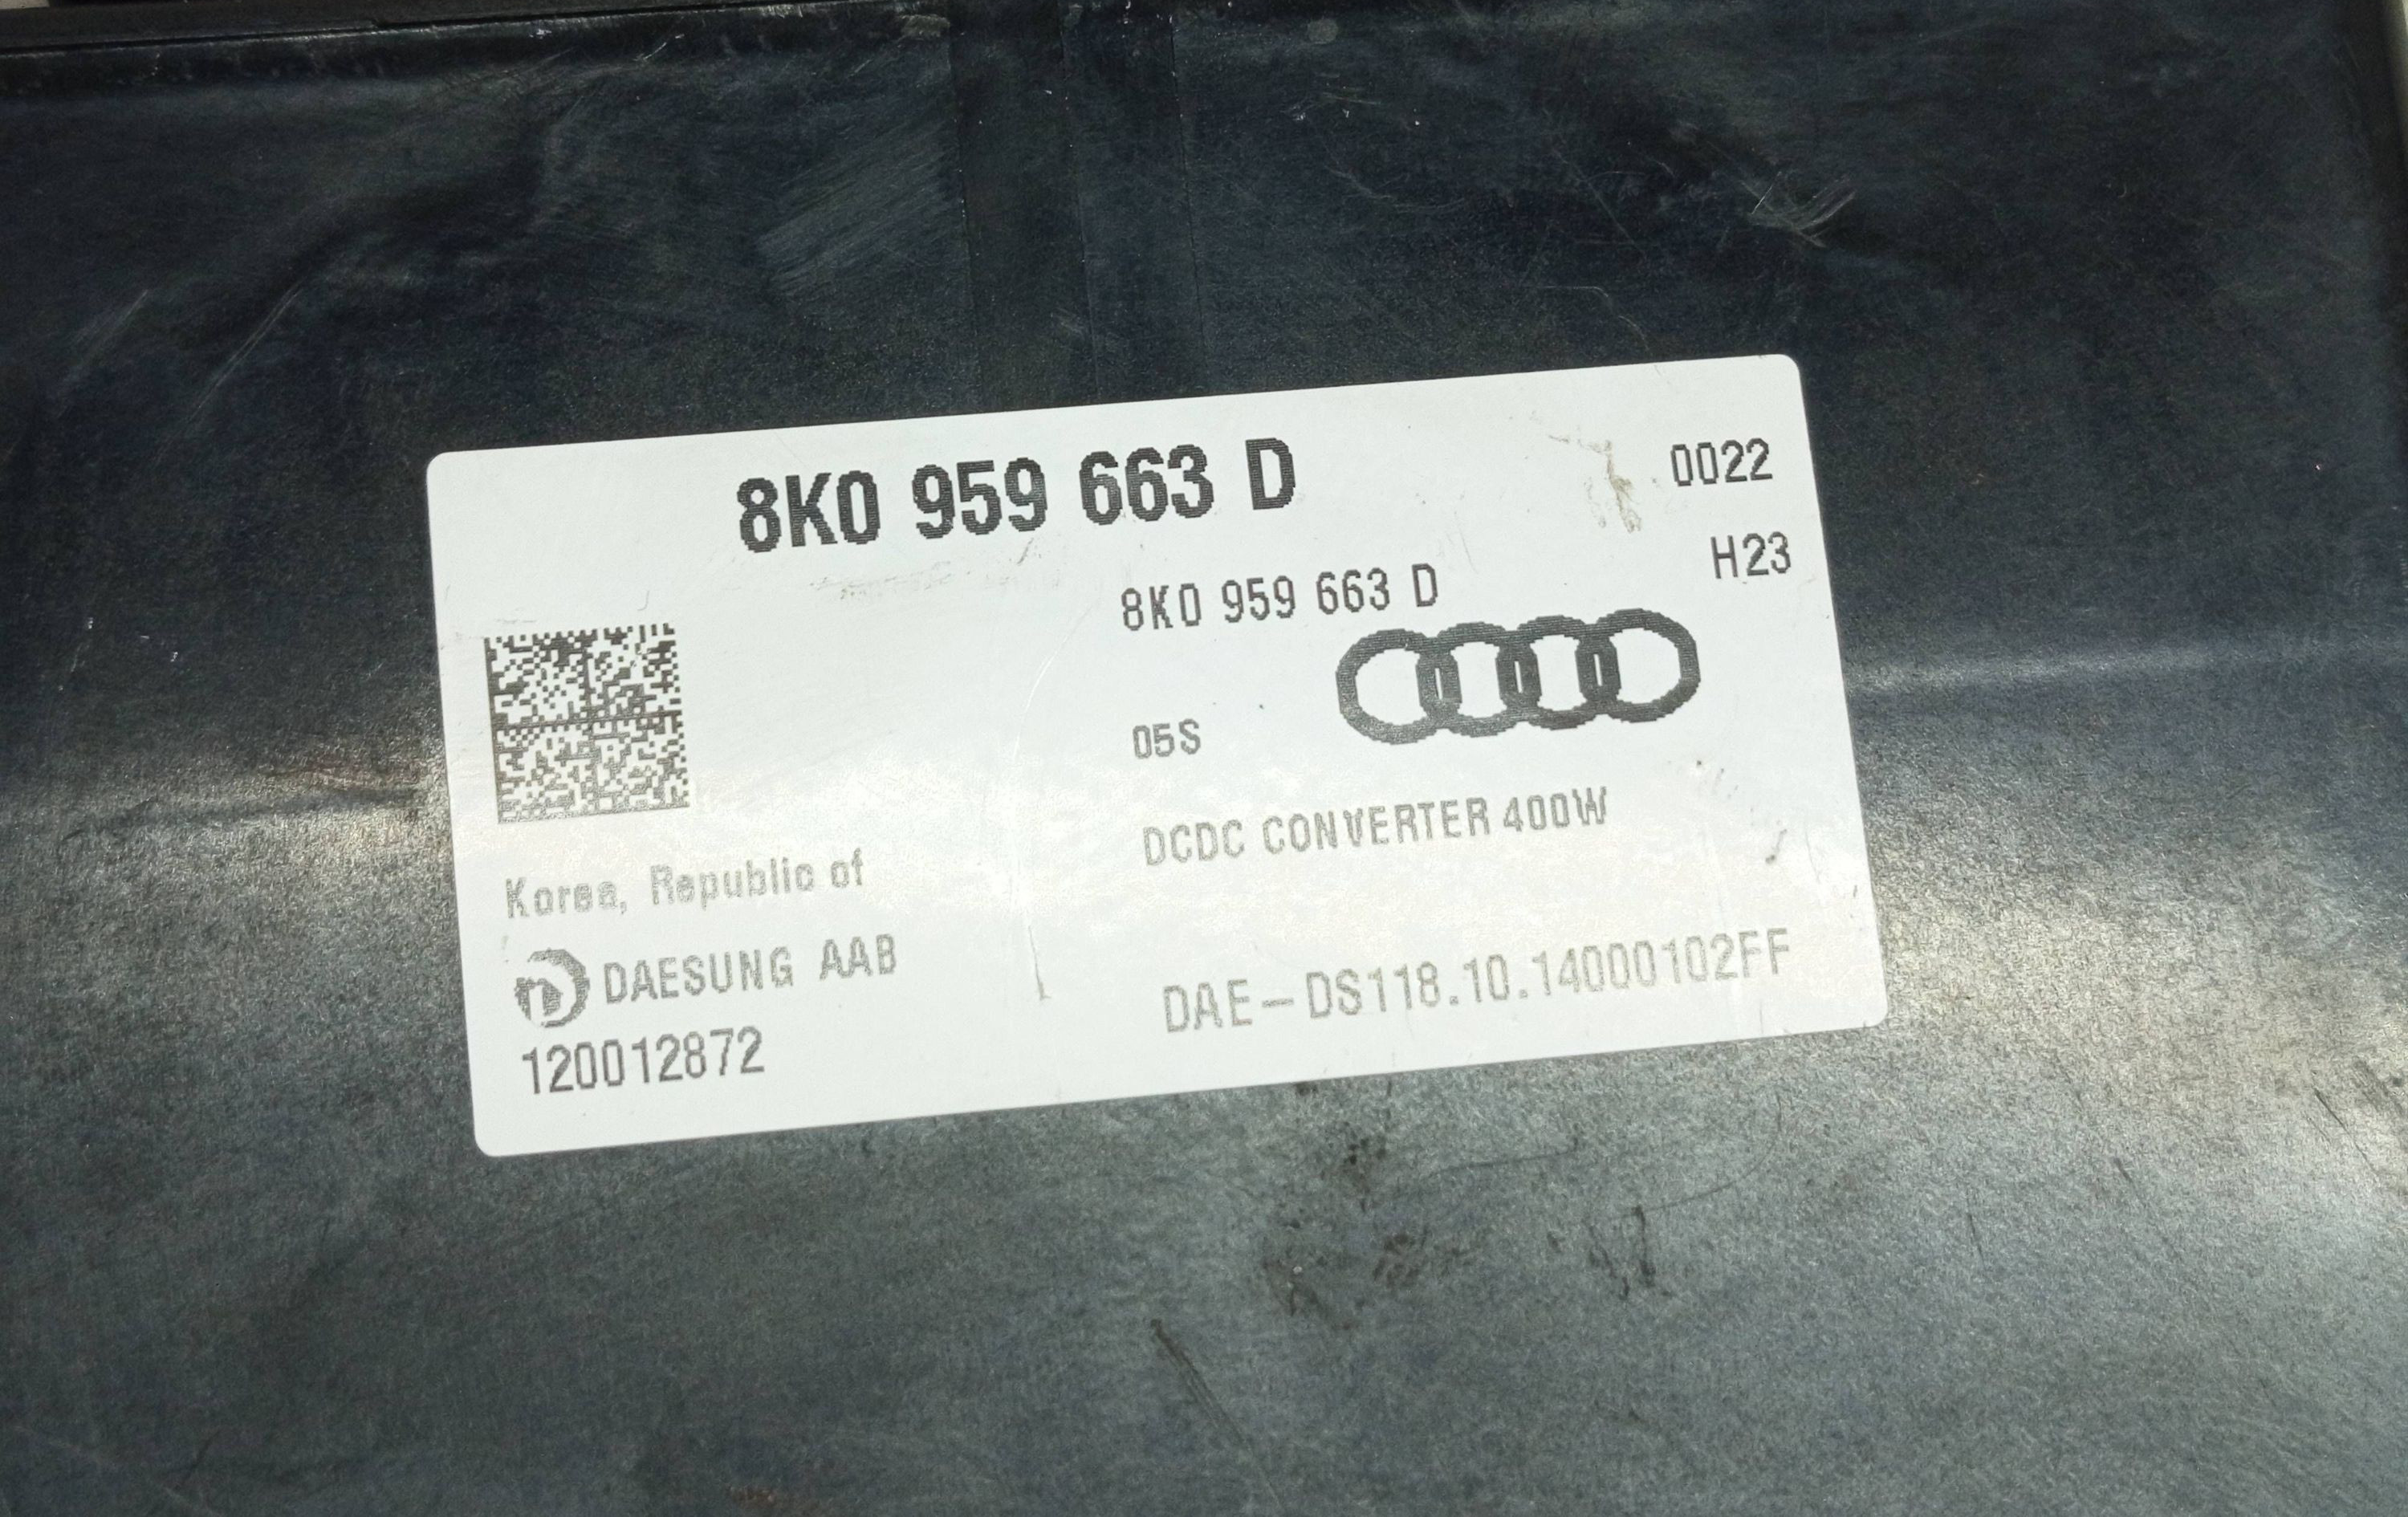 8K0 959 663 D
0022
H23
8K0 959 663 D
05S
DCDC CONVERTER 400W
Korea, Republic of
DAESUNG AAB
120012872
DAE-DS118.10.14000102FF